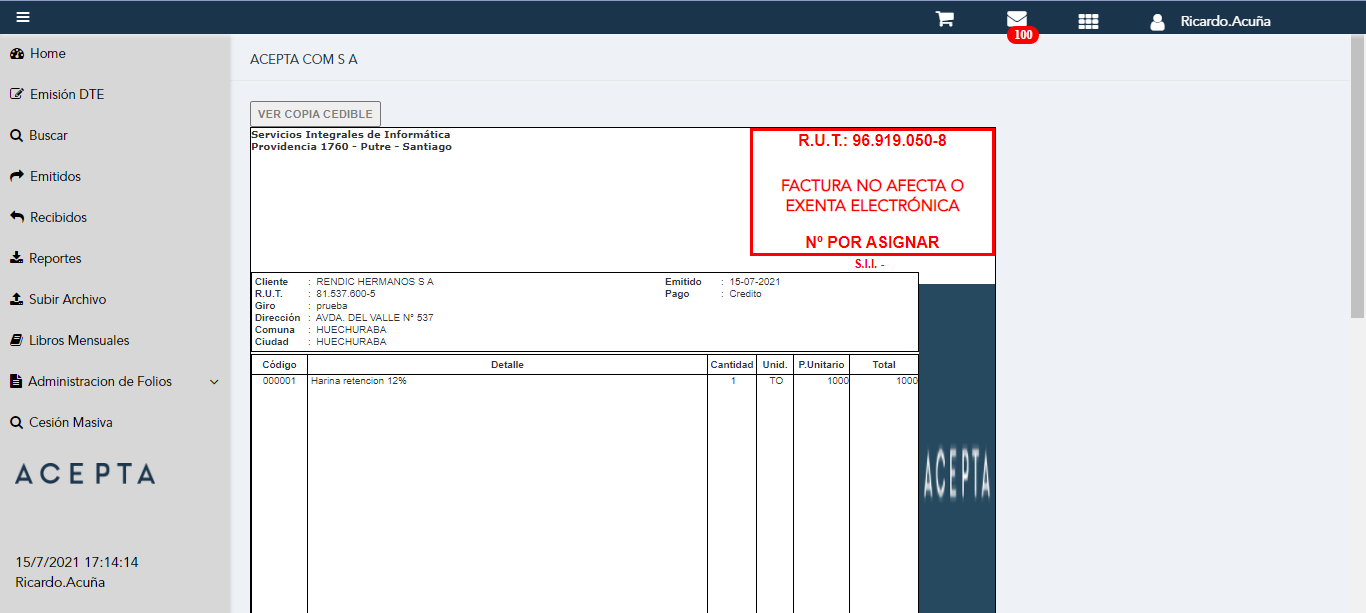 Ricardo.Acuña
100
Home
Emisión DTE
Buscar
Emitidos
Recibidos
Reportes
Subir Archivo
Libros Mensuales
Administracion de Folios
Cesión Masiva
ACEPTA
15/7/2021 17:14:14
Ricardo.Acuña
ACEPTA COM S A
VER COPIA CEDIBLE
Servicios Integrales de Informática
Providencia 1760 - Putre - Santiago
R.U.T.: 96.919.050-8
FACTURA NO AFECTA O
EXENTA ELECTRÓNICA
Nº POR ASIGNAR
S.I.I. -
Cliente : RENDIC HERMANOS S A Emitido : 15-07-2021
R.U.T. : 81.537.600-5 Pago : Credito
Giro : prueba
Dirección : AVDA. DEL VALLE N° 537
Comuna : HUECHURABA
Ciudad : HUECHURABA
Código Detalle Cantidad Unid. P.Unitario Total
000001 Harina retencion 12% 1 TO 1000 1000
ACEPTA